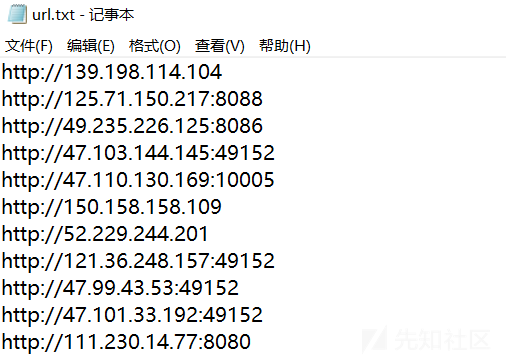 url.txt - 记事本
文件(F) 编辑(E) 格式(O) 查看(V) 帮助(H)
http://139.198.114.104
http://125.71.150.217:8088
http://49.235.226.125:8086
http://47.103.144.145:49152
http://47.110.130.169:10005
http://150.158.158.109
http://52.229.244.201
http://121.36.248.157:49152
http://47.99.43.53:49152
http://47.101.33.192:49152
http://111.230.14.77:8080
先知社区